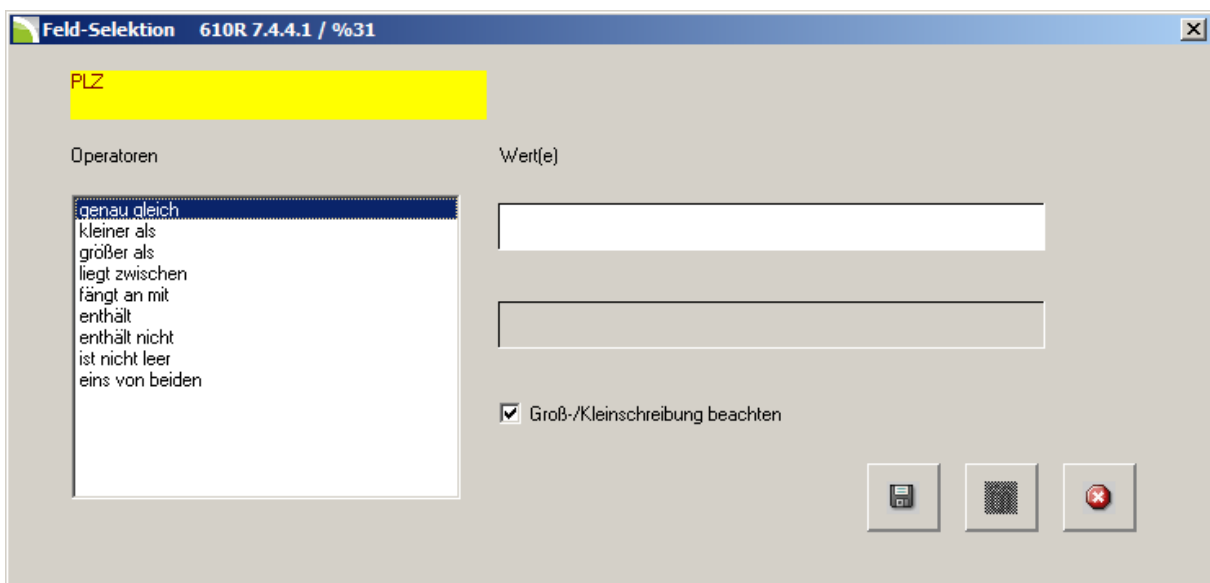 Feld-Selektion 610R 7.4.4.1 / %31
PLZ
Operatoren
Wert(e)
genau gleich
kleiner als
größer als
liegt zwischen
fängt an mit
enthält
enthält nicht
ist nicht leer
eins von beiden
Groß-/Kleinschreibung beachten